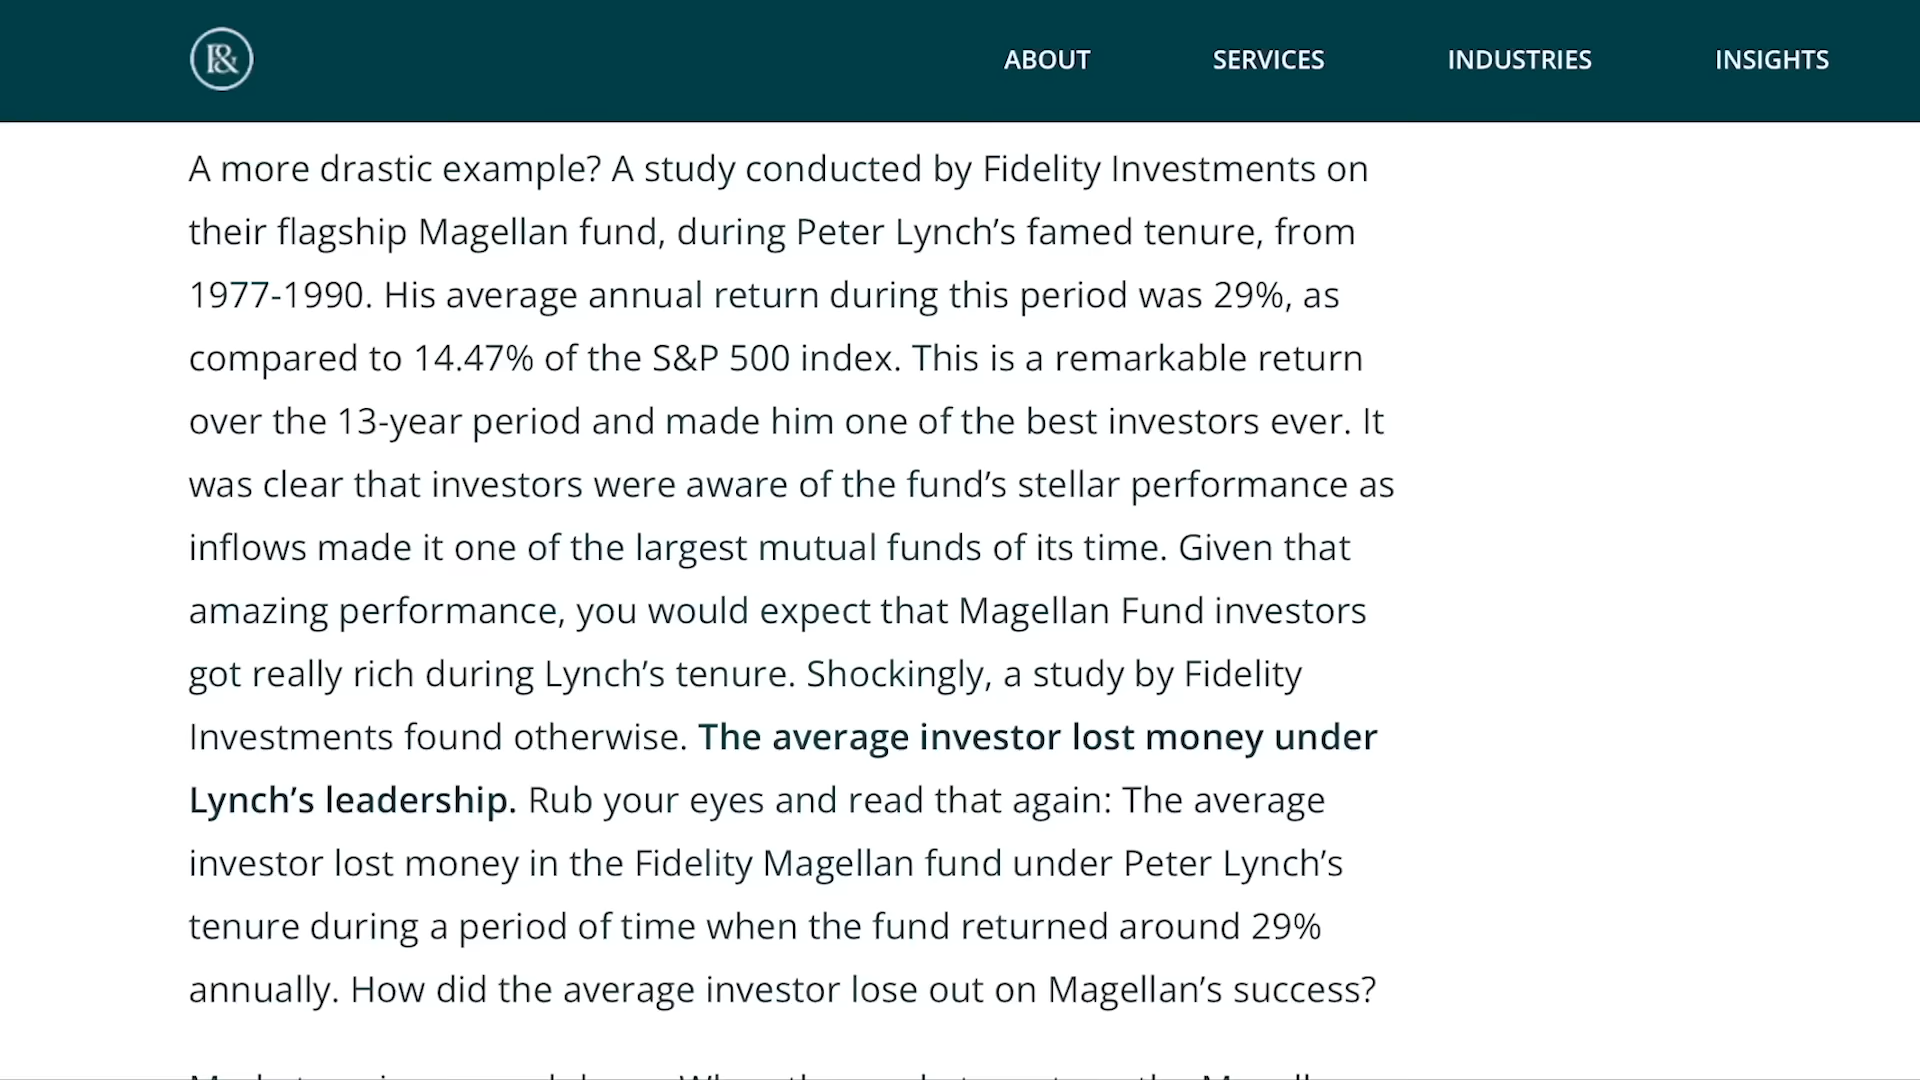 R&
ABOUT SERVICES INDUSTRIES INSIGHTS
A more drastic example? A study conducted by Fidelity Investments on
their flagship Magellan fund, during Peter Lynch’s famed tenure, from
1977-1990. His average annual return during this period was 29%, as
compared to 14.47% of the S&P 500 index. This is a remarkable return
over the 13-year period and made him one of the best investors ever. It
was clear that investors were aware of the fund’s stellar performance as
inflows made it one of the largest mutual funds of its time. Given that
amazing performance, you would expect that Magellan Fund investors
got really rich during Lynch’s tenure. Shockingly, a study by Fidelity
Investments found otherwise. The average investor lost money under
Lynch’s leadership. Rub your eyes and read that again: The average
investor lost money in the Fidelity Magellan fund under Peter Lynch’s
tenure during a period of time when the fund returned around 29%
annually. How did the average investor lose out on Magellan’s success?